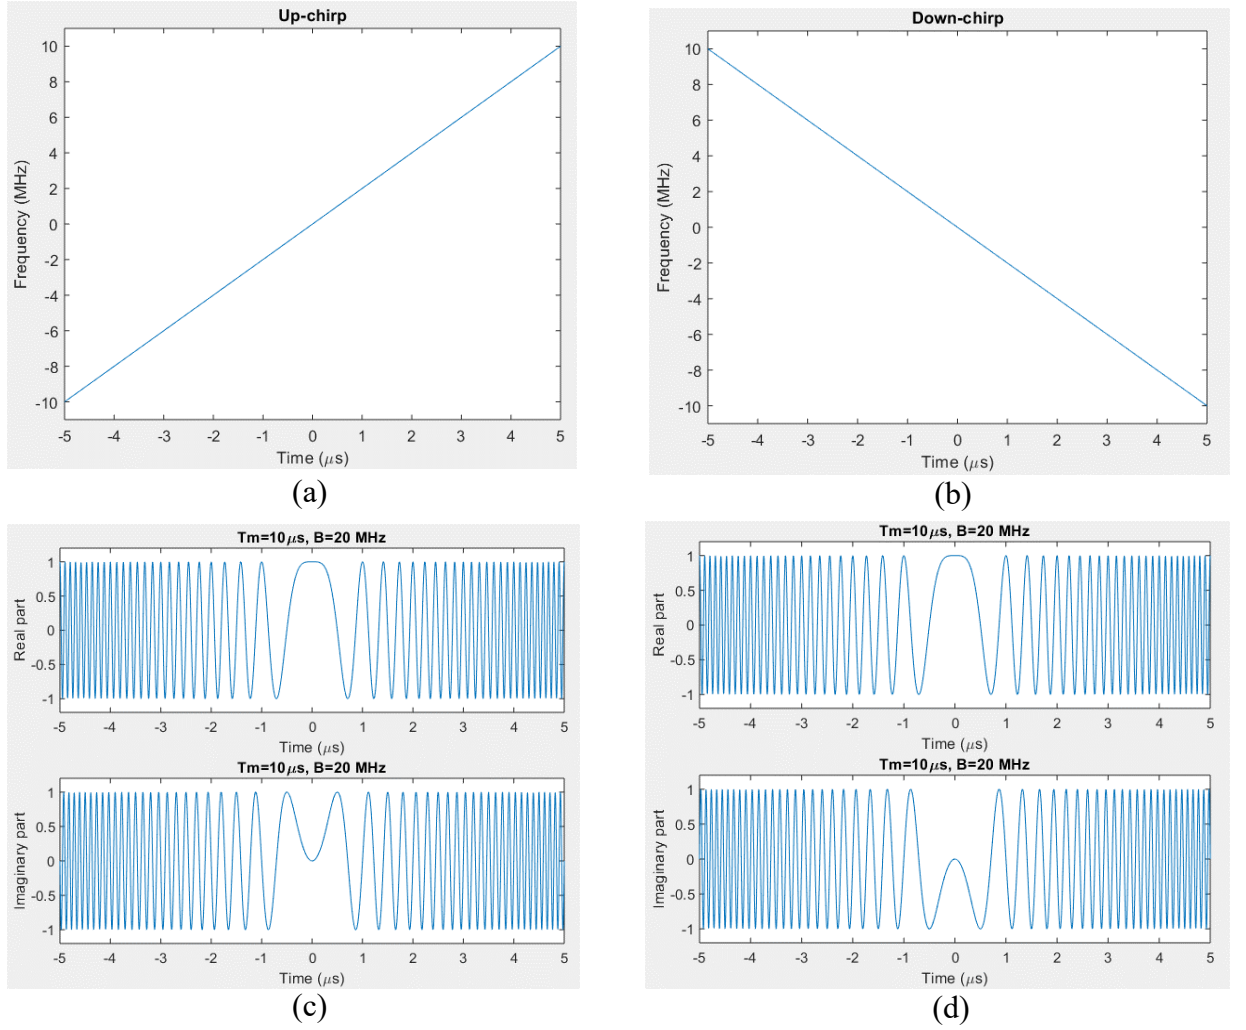 Up-chirp
10
8
6
4
2
0
-2
-4
-6
-8
-10
Frequency (MHz)
-5 -4 -3 -2 -1 0 1 2 3 4 5
Time (μs)
(a)
Down-chirp
10
8
6
4
2
0
-2
-4
-6
-8
-10
Frequency (MHz)
-5 -4 -3 -2 -1 0 1 2 3 4 5
Time (μs)
(b)
Tm=10μs, B=20 MHz
1
0.5
0
-0.5
-1
Real part
-5 -4 -3 -2 -1 0 1 2 3 4 5
Time (μs)
Tm=10μs, B=20 MHz
1
0.5
0
-0.5
-1
Imaginary part
-5 -4 -3 -2 -1 0 1 2 3 4 5
Time (μs)
(c)
Tm=10μs, B=20 MHz
1
0.5
0
-0.5
-1
Real part
-5 -4 -3 -2 -1 0 1 2 3 4 5
Time (μs)
Tm=10μs, B=20 MHz
1
0.5
0
-0.5
-1
Imaginary part
-5 -4 -3 -2 -1 0 1 2 3 4 5
Time (μs)
(d)